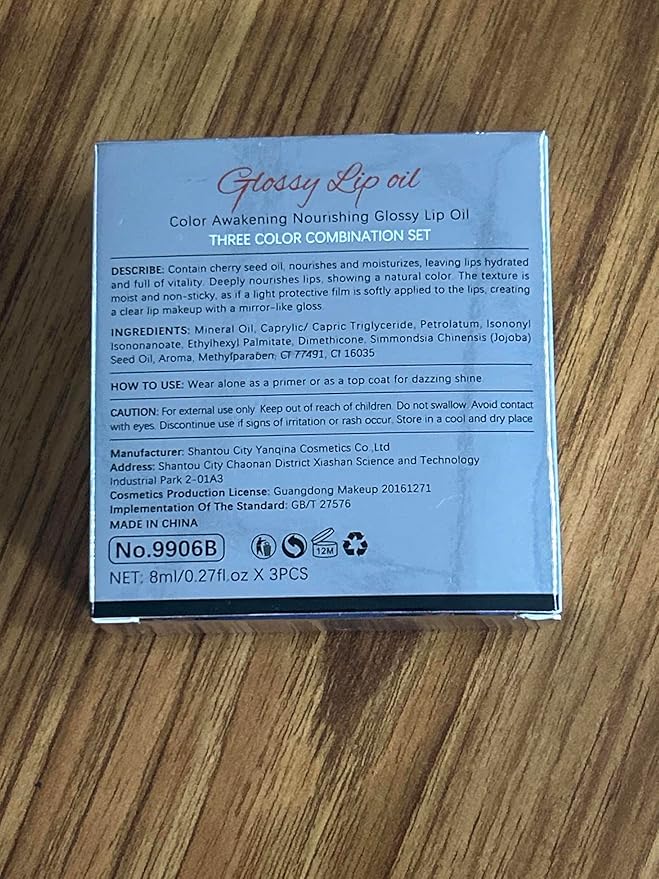 Glossy Lip oil
Color Awakening Nourishing Glossy Lip Oil
THREE COLOR COMBINATION SET
DESCRIBE: Contain cherry seed oil, nourishes and moisturizes, leaving lips hydrated
and full of vitality. Deeply nourishes lips, showing a natural color. The texture is
moist and non-sticky, as if a light protective film is softly applied to the lips, creating
a clear lip makeup with a mirror-like gloss.
INGREDIENTS: Mineral Oil, Caprylic/ Capric Triglyceride, Petrolatum, Isononyl
Isononanoate, Ethylhexyl Palmitate, Dimethicone, Simmondsia Chinensis (Jojoba)
Seed Oil, Aroma, Methylparaben, CI 77491, CI 16035
HOW TO USE: Wear alone as a primer or as a top coat for dazzing shine
CAUTION: For external use only. Keep out of reach of children. Do not swallow. Avoid contact
with eyes. Discontinue use if signs of irritation or rash occur. Store in a cool and dry place
Manufacturer: Shantou City Yanqina Cosmetics Co.,Ltd
Address: Shantou City Chaonan District Xiashan Science and Technology
Industrial Park 2-01A3
Cosmetics Production License: Guangdong Makeup 20161271
Implementation Of The Standard: GB/T 27576
MADE IN CHINA
No.9906B
12M
NET: 8ml/0.27fl.oz X 3PCS